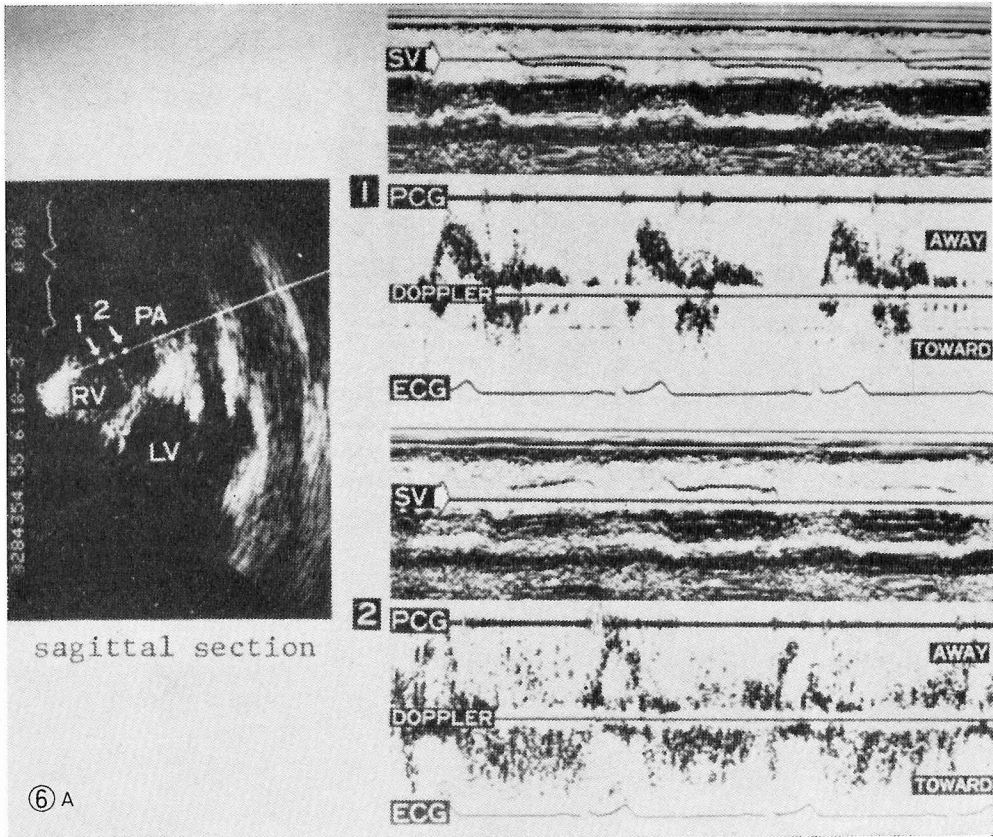 SV
1
PCG
AWAY
DOPPLER
TOWARD
ECG
1 2 PA
RV
LV
sagittal section
SV
2
PCG
AWAY
DOPPLER
TOWARD
ECG
⑥ A